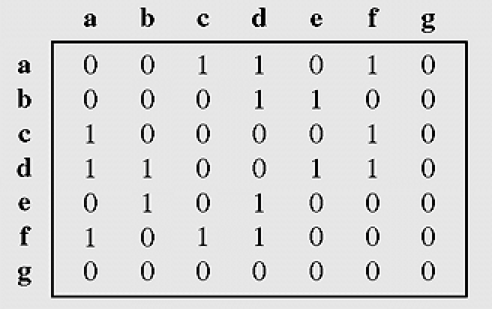 a b c d e f g
a 0 0 1 1 0 1 0
b 0 0 0 1 1 0 0
c 1 0 0 0 0 1 0
d 1 1 0 0 1 1 0
e 0 1 0 1 0 0 0
f 1 0 1 1 0 0 0
g 0 0 0 0 0 0 0